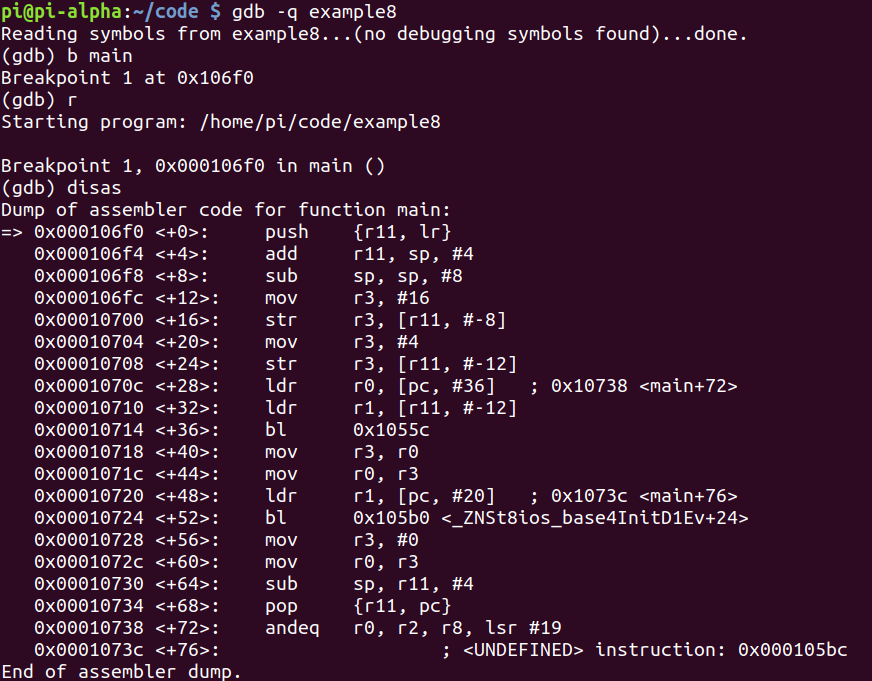 pi@pi-alpha:~/code $ gdb -q example8
Reading symbols from example8...(no debugging symbols found)...done.
(gdb) b main
Breakpoint 1 at 0x106f0
(gdb) r
Starting program: /home/pi/code/example8
Breakpoint 1, 0x000106f0 in main ()
(gdb) disas
Dump of assembler code for function main:
=> 0x000106f0 <+0>:     push    {r11, lr}
   0x000106f4 <+4>:     add     r11, sp, #4
   0x000106f8 <+8>:     sub     sp, sp, #8
   0x000106fc <+12>:    mov     r3, #16
   0x00010700 <+16>:    str     r3, [r11, #-8]
   0x00010704 <+20>:    mov     r3, #4
   0x00010708 <+24>:    str     r3, [r11, #-12]
   0x0001070c <+28>:    ldr     r0, [pc, #36]   ; 0x10738 <main+72>
   0x00010710 <+32>:    ldr     r1, [r11, #-12]
   0x00010714 <+36>:    bl      0x1055c
   0x00010718 <+40>:    mov     r3, r0
   0x0001071c <+44>:    mov     r0, r3
   0x00010720 <+48>:    ldr     r1, [pc, #20]   ; 0x1073c <main+76>
   0x00010724 <+52>:    bl      0x105b0 <_ZNSt8ios_base4InitD1Ev+24>
   0x00010728 <+56>:    mov     r3, #0
   0x0001072c <+60>:    mov     r0, r3
   0x00010730 <+64>:    sub     sp, r11, #4
   0x00010734 <+68>:    pop     {r11, pc}
   0x00010738 <+72>:    andeq   r0, r2, r8, lsr #19
   0x0001073c <+76>:                    ; <UNDEFINED> instruction: 0x000105bc
End of assembler dump.